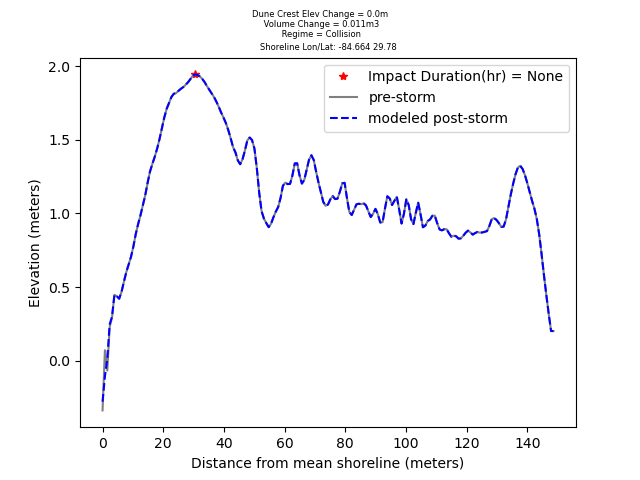 Dune Crest Elev Change = 0.0m
Volume Change = 0.011m3
Regime = Collision
Shoreline Lon/Lat: -84.664 29.78
Impact Duration(hr) = None
pre-storm
modeled post-storm
2.0
1.5
1.0
0.5
0.0
Elevation (meters)
0 20 40 60 80 100 120 140
Distance from mean shoreline (meters)